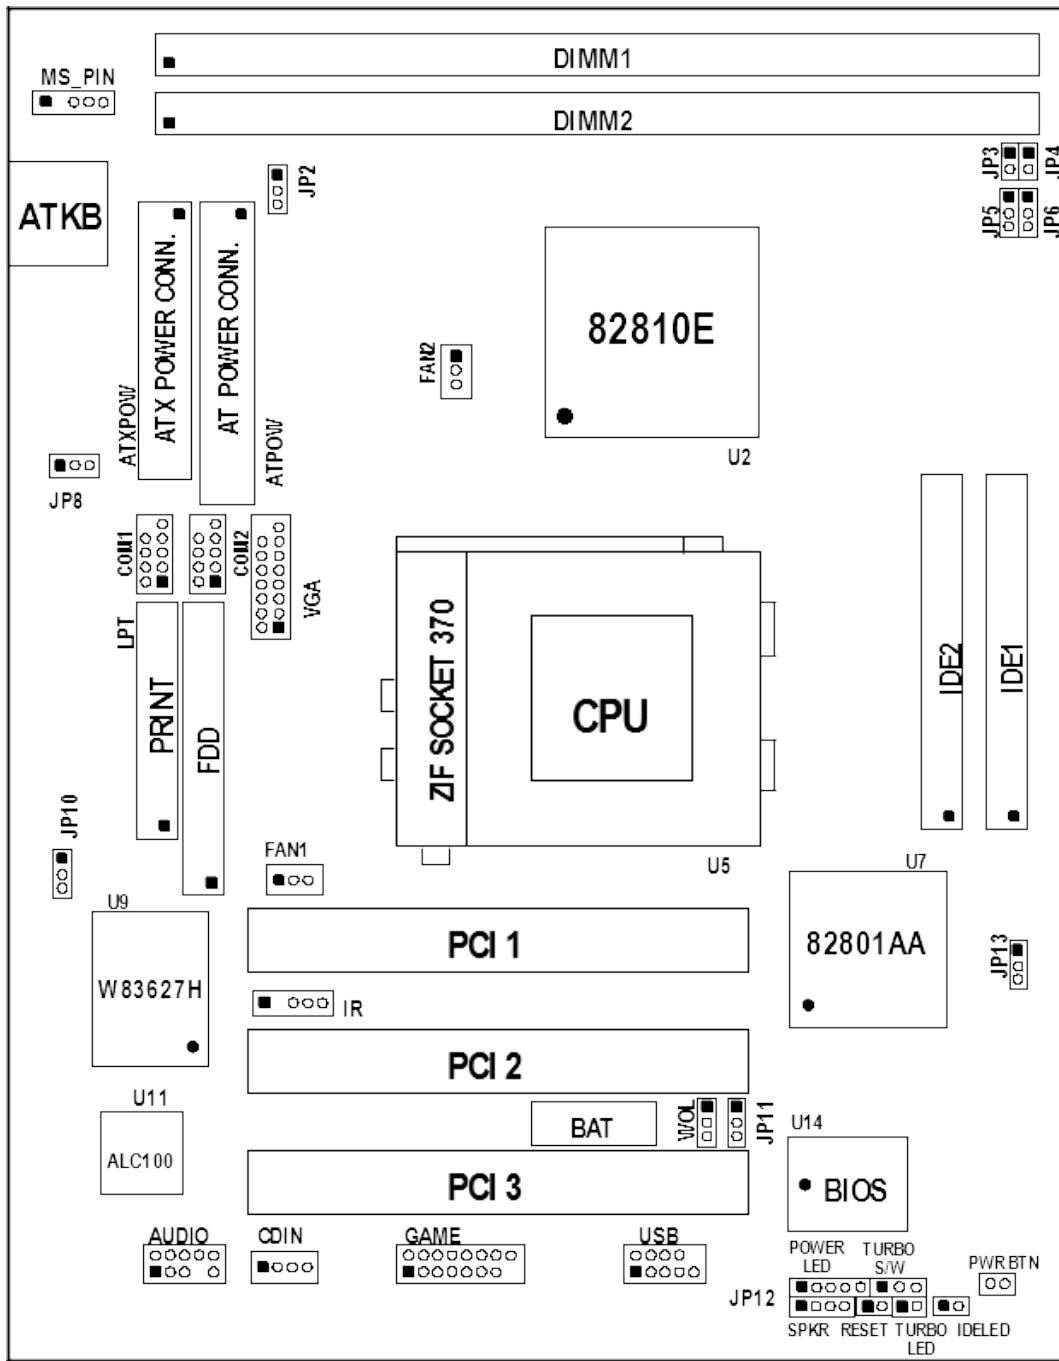 DIMM1
MS_PIN
DIMM2
JP3
JP4
JP2
JP5
JP6
ATKB
ATX POWER CONN.
AT POWER CONN.
82810E
FAN2
ATXPOW
ATPOW
U2
JP8
COM1
COM2
VGA
LPT
PRINT
FDD
ZIF SOCKET 370
CPU
IDE2
IDE1
JP10
FAN1
U5
U7
U9
PCI 1
82801AA
JP13
W83627H
IR
PCI 2
U11
BAT
WOL
JP11
U14
ALC100
PCI 3
BIOS
AUDIO
CDIN
GAME
USB
POWER
LED
TURBO
S/W
PWRBTN
JP12
SPKR
RESET
TURBO
LED
IDELED